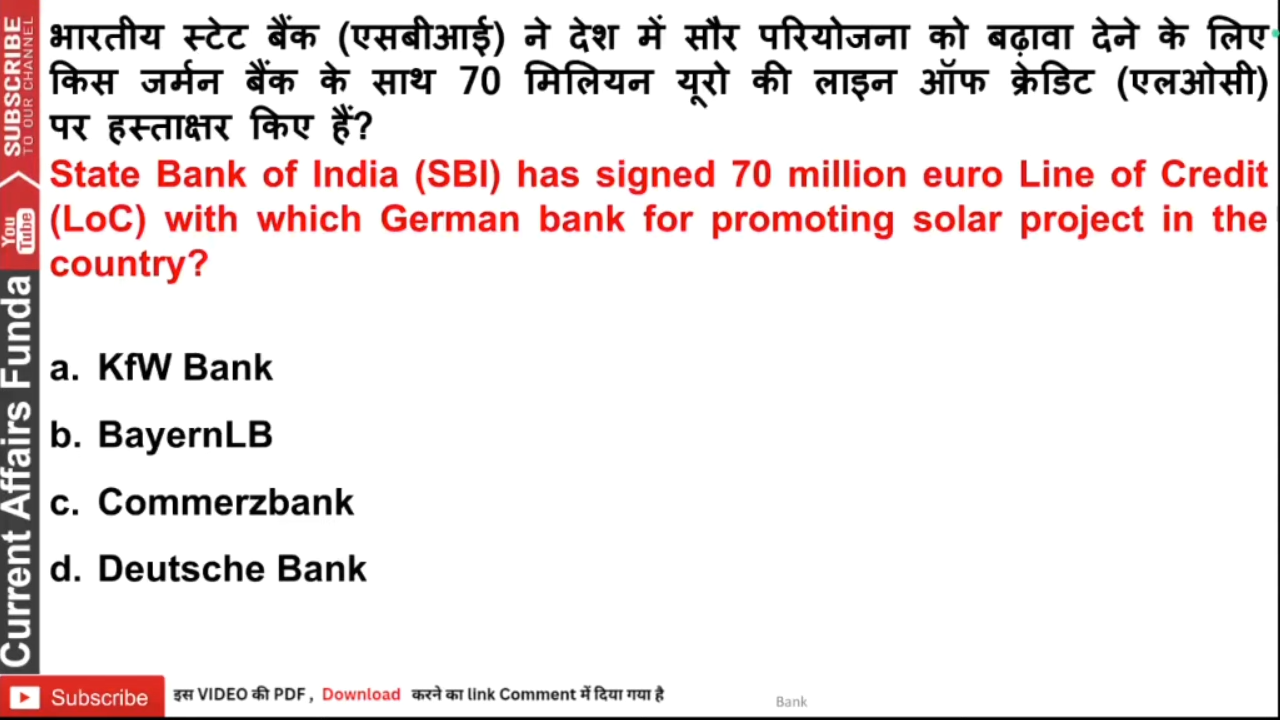 भारतीय स्टेट बैंक (एसबीआई) ने देश में सौर परियोजना को बढ़ावा देने के लिए
किस जर्मन बैंक के साथ 70 मिलियन यूरो की लाइन ऑफ क्रेडिट (एलओसी)
पर हस्ताक्षर किए हैं?
State Bank of India (SBI) has signed 70 million euro Line of Credit
(LoC) with which German bank for promoting solar project in the
country?
a. KfW Bank
b. BayernLB
c. Commerzbank
d. Deutsche Bank
SUBSCRIBE
TO OUR CHANNEL
You Tube
Current Affairs Funda
Subscribe
इस VIDEO की PDF , Download करने का link Comment में दिया गया है
Bank